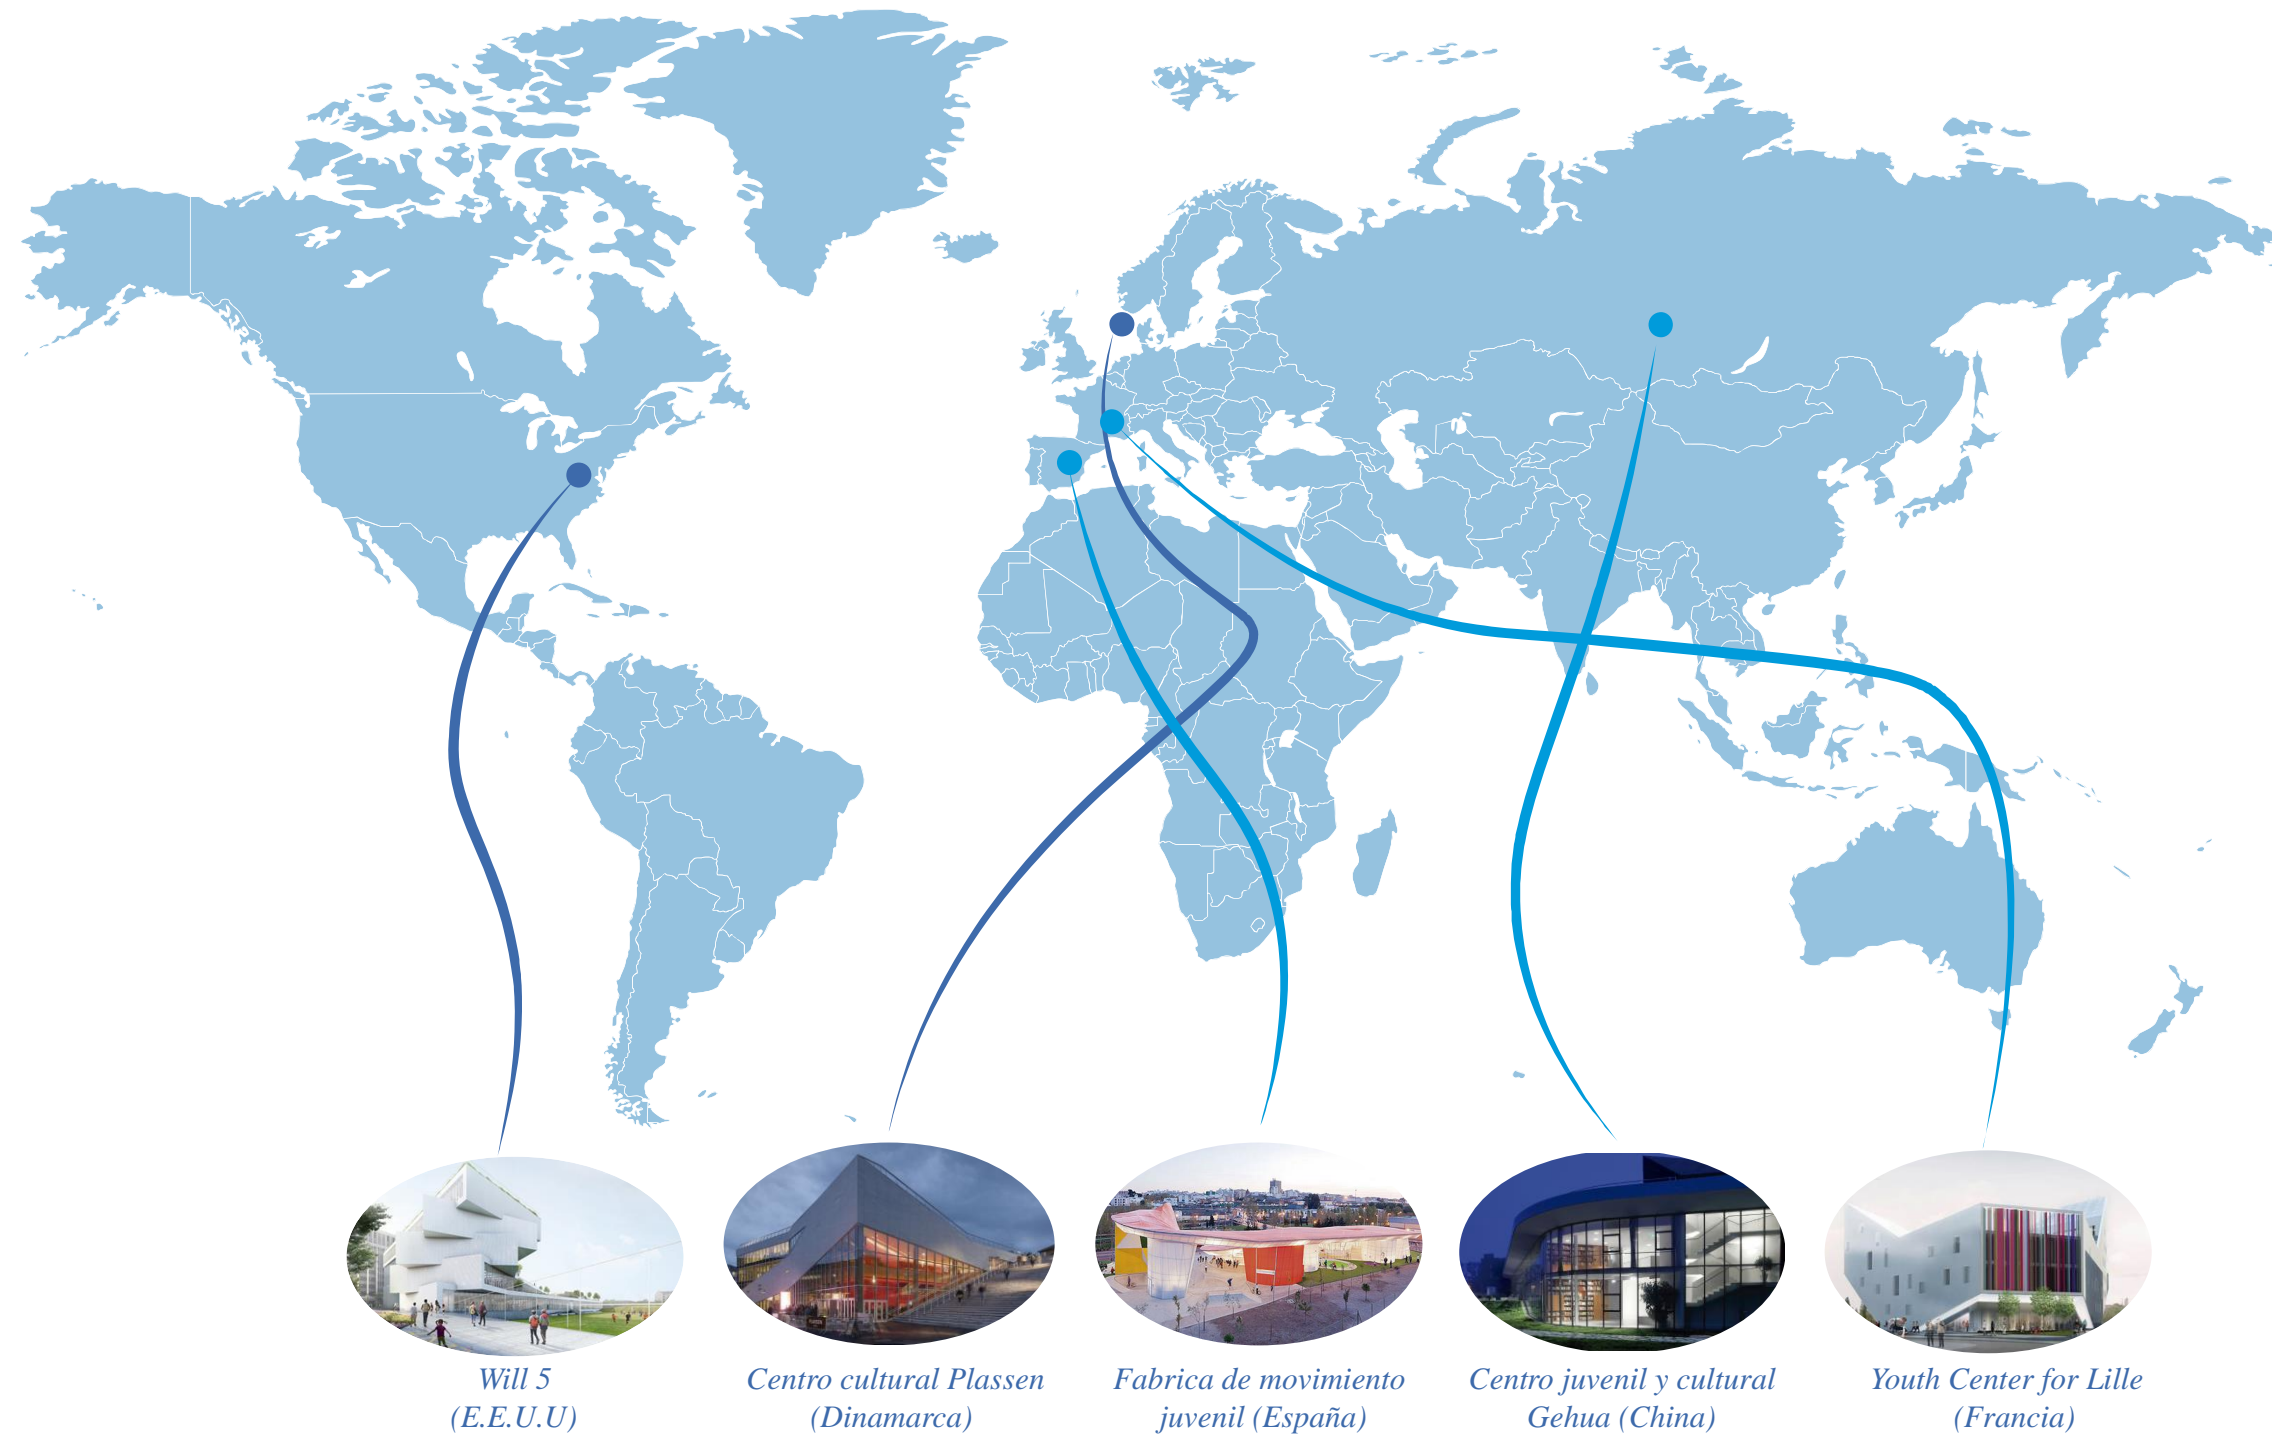 Will 5
(E.E.U.U)
Centro cultural Plassen
(Dinamarca)
Fabrica de movimiento
juvenil (España)
Centro juvenil y cultural
Gehua (China)
Youth Center for Lille
(Francia)